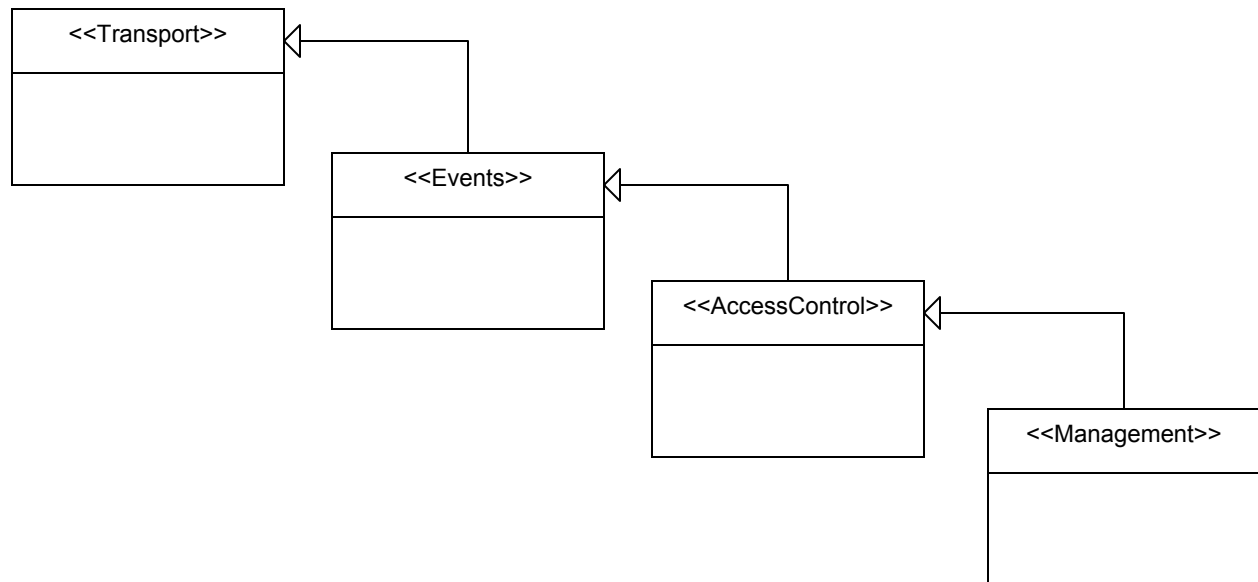 <<Transport>>
<<Events>>
<<AccessControl>>
<<Management>>